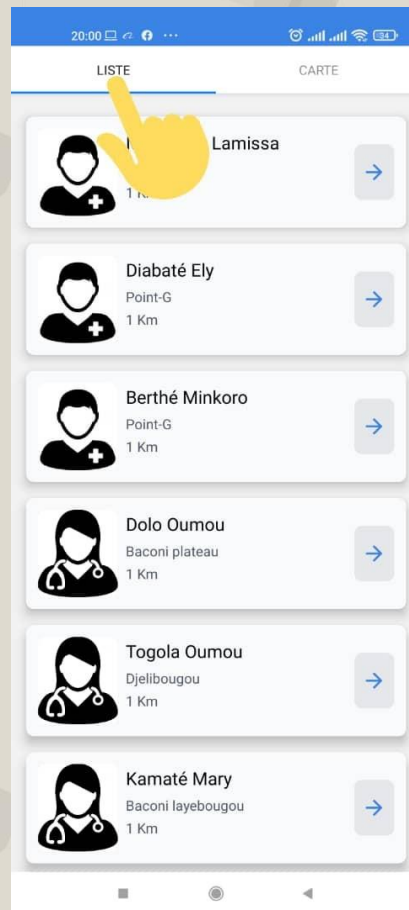 20:00
34
LISTE
CARTE
Lamissa
1
Diabaté Ely
Point-G
1 Km
Berthé Minkoro
Point-G
1 Km
Dolo Oumou
Baconi plateau
1 Km
Togola Oumou
Djelibougou
1 Km
Kamaté Mary
Baconi layebougou
1 Km